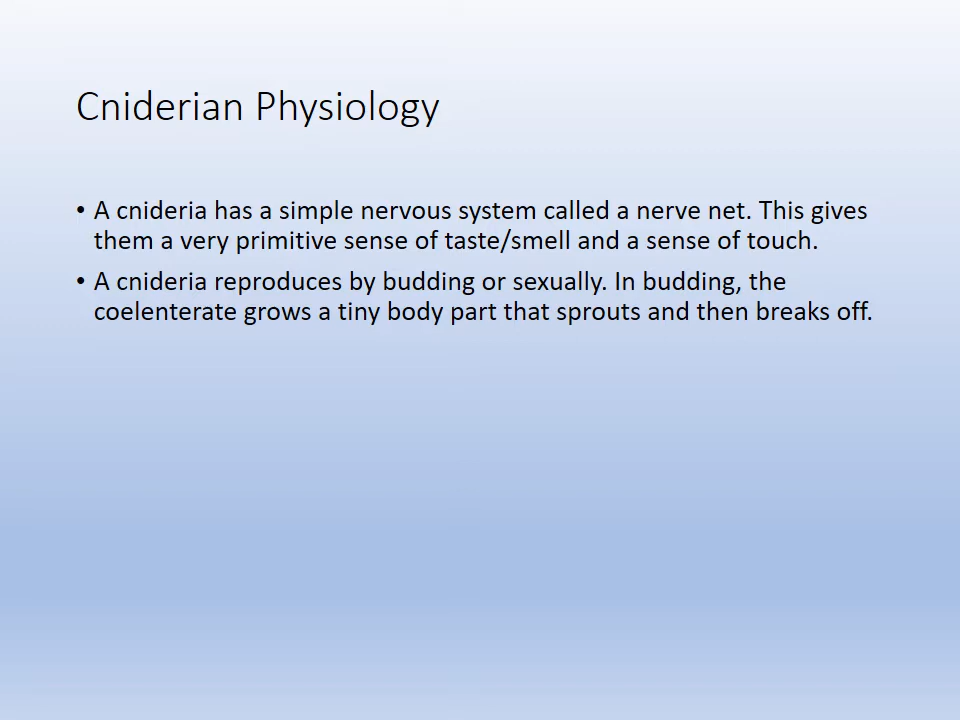 Cniderian Physiology
• A cnideria has a simple nervous system called a nerve net. This gives
them a very primitive sense of taste/smell and a sense of touch.
• A cnideria reproduces by budding or sexually. In budding, the
coelenterate grows a tiny body part that sprouts and then breaks off.